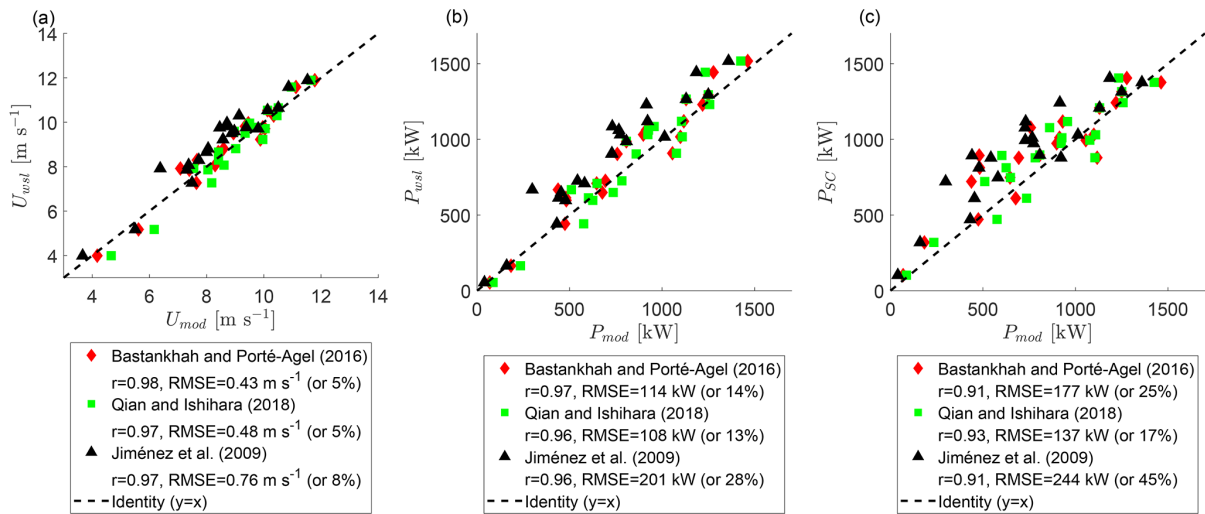 (a)
14
12
10
8
6
4
4
6
8
10
12
14
U_wsl [m s⁻¹]
U_mod [m s⁻¹]
Bastankhah and Porté-Agel (2016)
r=0.98, RMSE=0.43 m s⁻¹ (or 5%)
Qian and Ishihara (2018)
r=0.97, RMSE=0.48 m s⁻¹ (or 5%)
Jiménez et al. (2009)
r=0.97, RMSE=0.76 m s⁻¹ (or 8%)
Identity (y=x)
(b)
1500
1000
500
0
0
500
1000
1500
P_wsl [kW]
P_mod [kW]
Bastankhah and Porté-Agel (2016)
r=0.97, RMSE=114 kW (or 14%)
Qian and Ishihara (2018)
r=0.96, RMSE=108 kW (or 13%)
Jiménez et al. (2009)
r=0.96, RMSE=201 kW (or 28%)
Identity (y=x)
(c)
1500
1000
500
0
0
500
1000
1500
P_SC [kW]
P_mod [kW]
Bastankhah and Porté-Agel (2016)
r=0.91, RMSE=177 kW (or 25%)
Qian and Ishihara (2018)
r=0.93, RMSE=137 kW (or 17%)
Jiménez et al. (2009)
r=0.91, RMSE=244 kW (or 45%)
Identity (y=x)